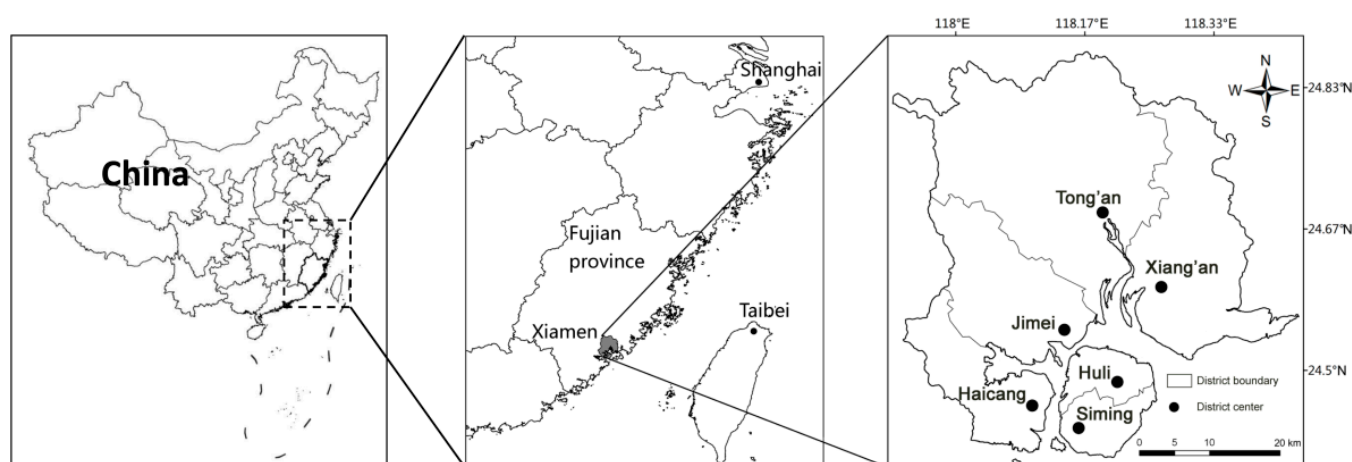 China
Shanghai
Fujian
province
Xiamen
Taibei
118°E
118.17°E
118.33°E
N
W E
S
24.83°N
24.67°N
24.5°N
Tong'an
Xiang'an
Jimei
Huli
Haicang
Siming
District boundary
District center
0 5 10 20 km